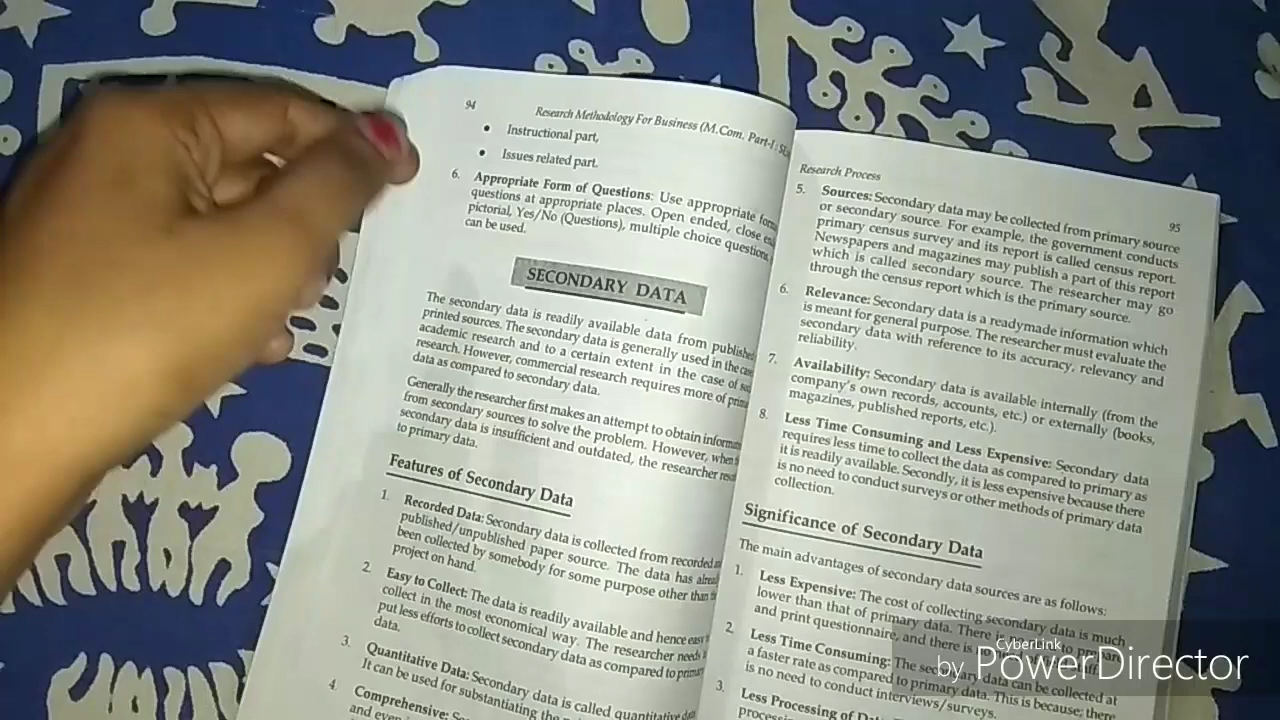 94
Research Methodology For Business (M.Com. Part-I :
• Instructional part,
• Issues related part.
6. Appropriate Form of Questions: Use appropriate
questions at appropriate places. Open ended, close
pictorial, Yes/No (Questions), multiple choice question
can be used.
SECONDARY DATA
The secondary data is readily available data from
printed sources. The secondary data is generally used in the
academic research and to a certain extent in the case of
research. However, commercial research requires more of
data as compared to secondary data.
Generally the researcher first makes an attempt to obtain
from secondary sources to solve the problem. However,
secondary data is insufficient and outdated, the researcher
to primary data.
Features of Secondary Data
1. Recorded Data: Secondary data is collected from recorded
published/unpublished paper source. The data has
been collected by somebody for some purpose other than
project on hand.
2. Easy to Collect: The data is readily available and hence
collect in the most economical way. The researcher needs
put less efforts to collect secondary data as compared to
data.
3. Quantitative Data: Secondary data is called quantitative
It can be used for substantiating the
4. Comprehensive:
and even
Research Process
95
5. Sources: Secondary data may be collected from primary source
or secondary source. For example, the government conducts
primary census survey and its report is called census report.
Newspapers and magazines may publish a part of this report
which is called secondary source. The researcher may go
through the census report which is the primary source.
6. Relevance: Secondary data is a readymade information which
is meant for general purpose. The researcher must evaluate the
secondary data with reference to its accuracy, relevancy and
reliability.
7. Availability: Secondary data is available internally (from the
company's own records, accounts, etc.) or externally (books,
magazines, published reports, etc.).
8. Less Time Consuming and Less Expensive: Secondary data
requires less time to collect the data as compared to primary as
it is readily available. Secondly, it is less expensive because there
is no need to conduct surveys or other methods of primary data
collection.
Significance of Secondary Data
The main advantages of secondary data sources are as follows:
1. Less Expensive: The cost of collecting secondary data is much
lower than that of primary data. There is no need to prepare
and print questionnaire, and there is no
2. Less Time Consuming: The secondary data can be collected at
a faster rate as compared to primary data. This is because; there
is no need to conduct interviews/surveys.
3. Less Processing of Data:
CyberLink
by PowerDirector